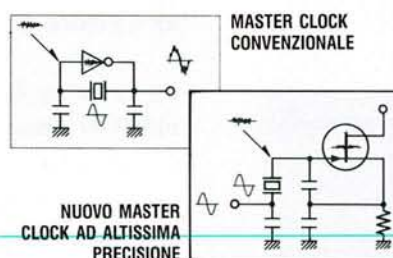 MASTER CLOCK
CONVENZIONALE
NUOVO MASTER
CLOCK AD ALTISSIMA
PRECISIONE